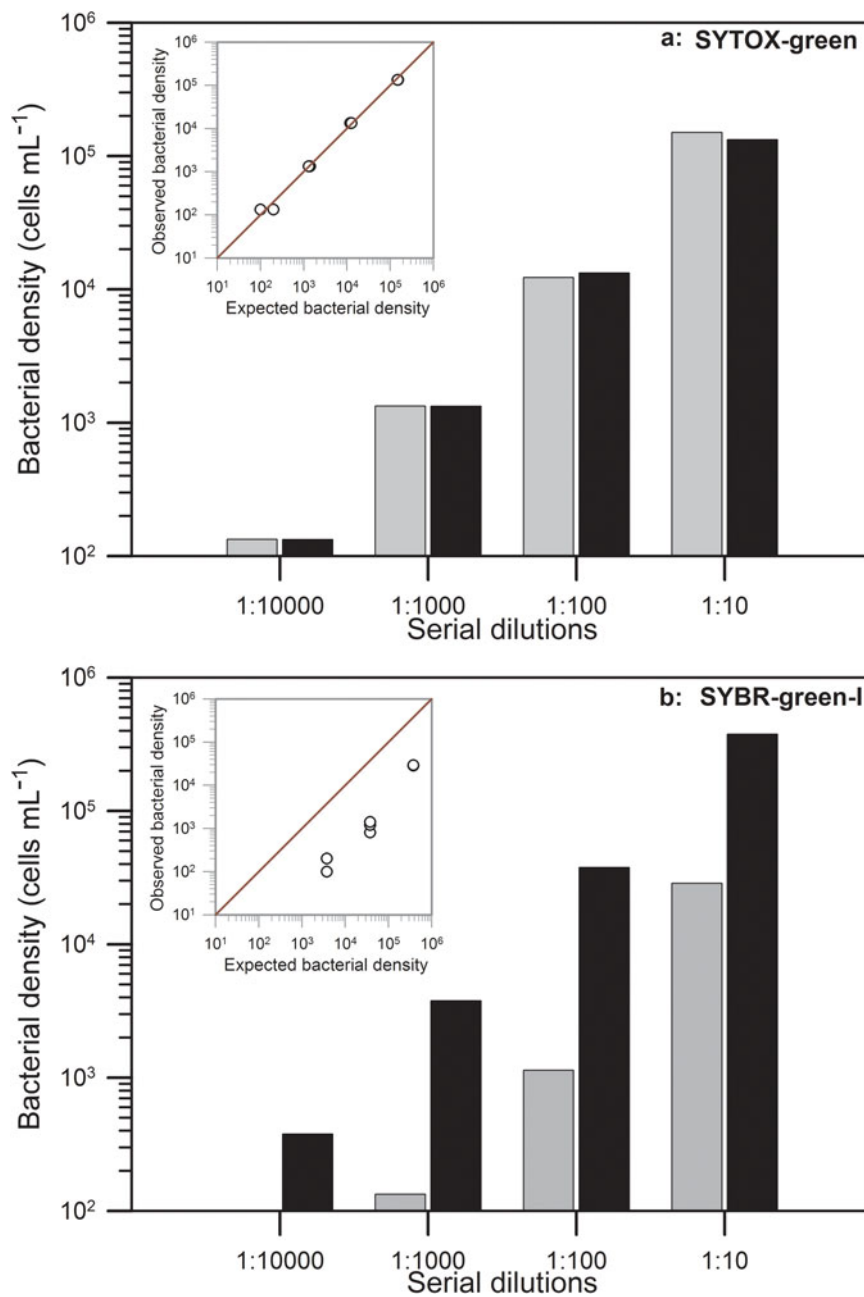 a: SYTOX-green
Bacterial density (cells mL⁻¹)
10⁶
10⁵
10⁴
10³
10²
Observed bacterial density
10⁶
10⁵
10⁴
10³
10²
10¹
10¹ 10² 10³ 10⁴ 10⁵ 10⁶
Expected bacterial density
1:10000 1:1000 1:100 1:10
Serial dilutions
b: SYBR-green-I
Bacterial density (cells mL⁻¹)
10⁶
10⁵
10⁴
10³
10²
Observed bacterial density
10⁶
10⁵
10⁴
10³
10²
10¹
10¹ 10² 10³ 10⁴ 10⁵ 10⁶
Expected bacterial density
1:10000 1:1000 1:100 1:10
Serial dilutions